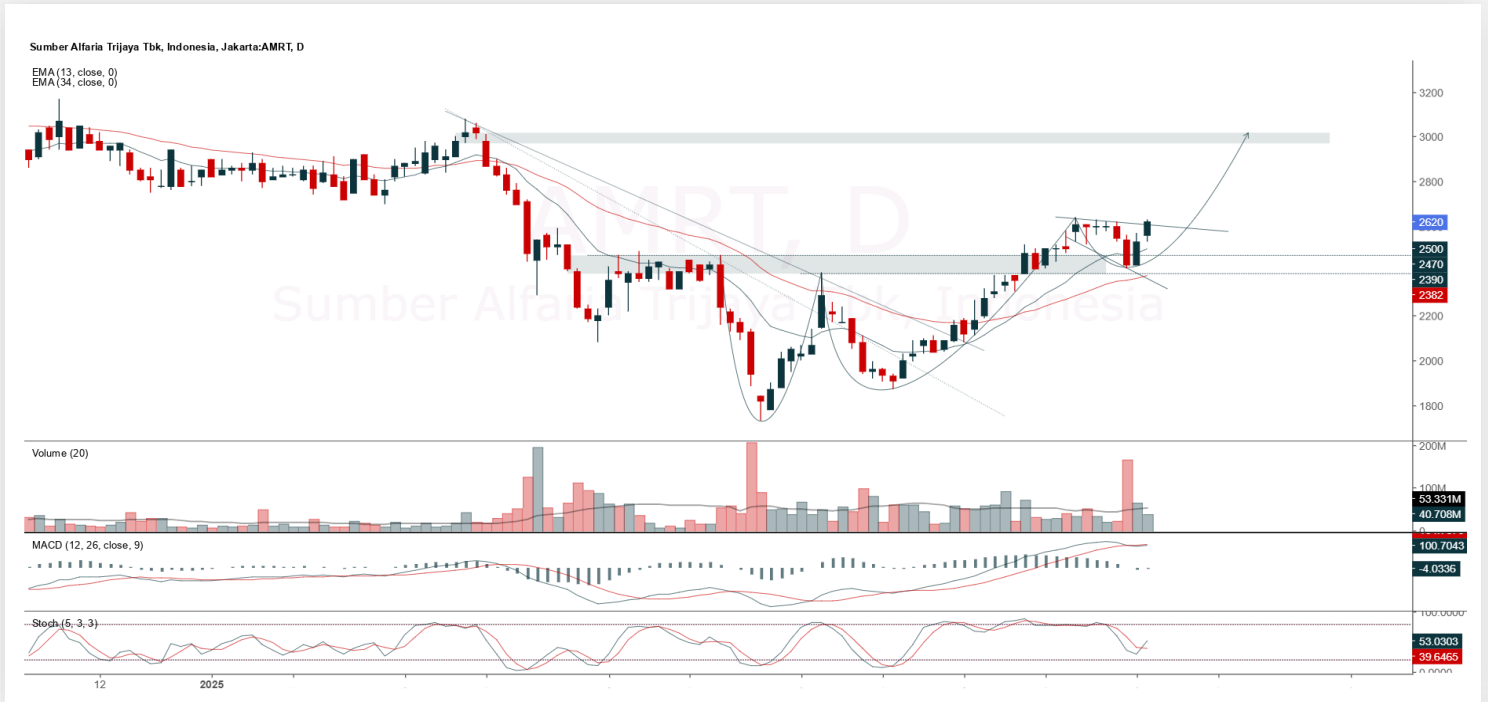 Sumber Alfaria Trijaya Tbk, Indonesia, Jakarta:AMRT, D
EMA (13, close, 0)
EMA (34, close, 0)
AMRT, D
Sumber Alfaria Trijaya Tbk, Indonesia
3200
3000
2800
2620
2500
2470
2390
2382
2200
2000
1800
Volume (20)
200M
100M
53.331M
40.708M
0
MACD (12, 26, close, 9)
100.7043
-4.0336
Stoch (5, 3, 3)
100.0000
53.0303
39.6465
0.0000
12
2025